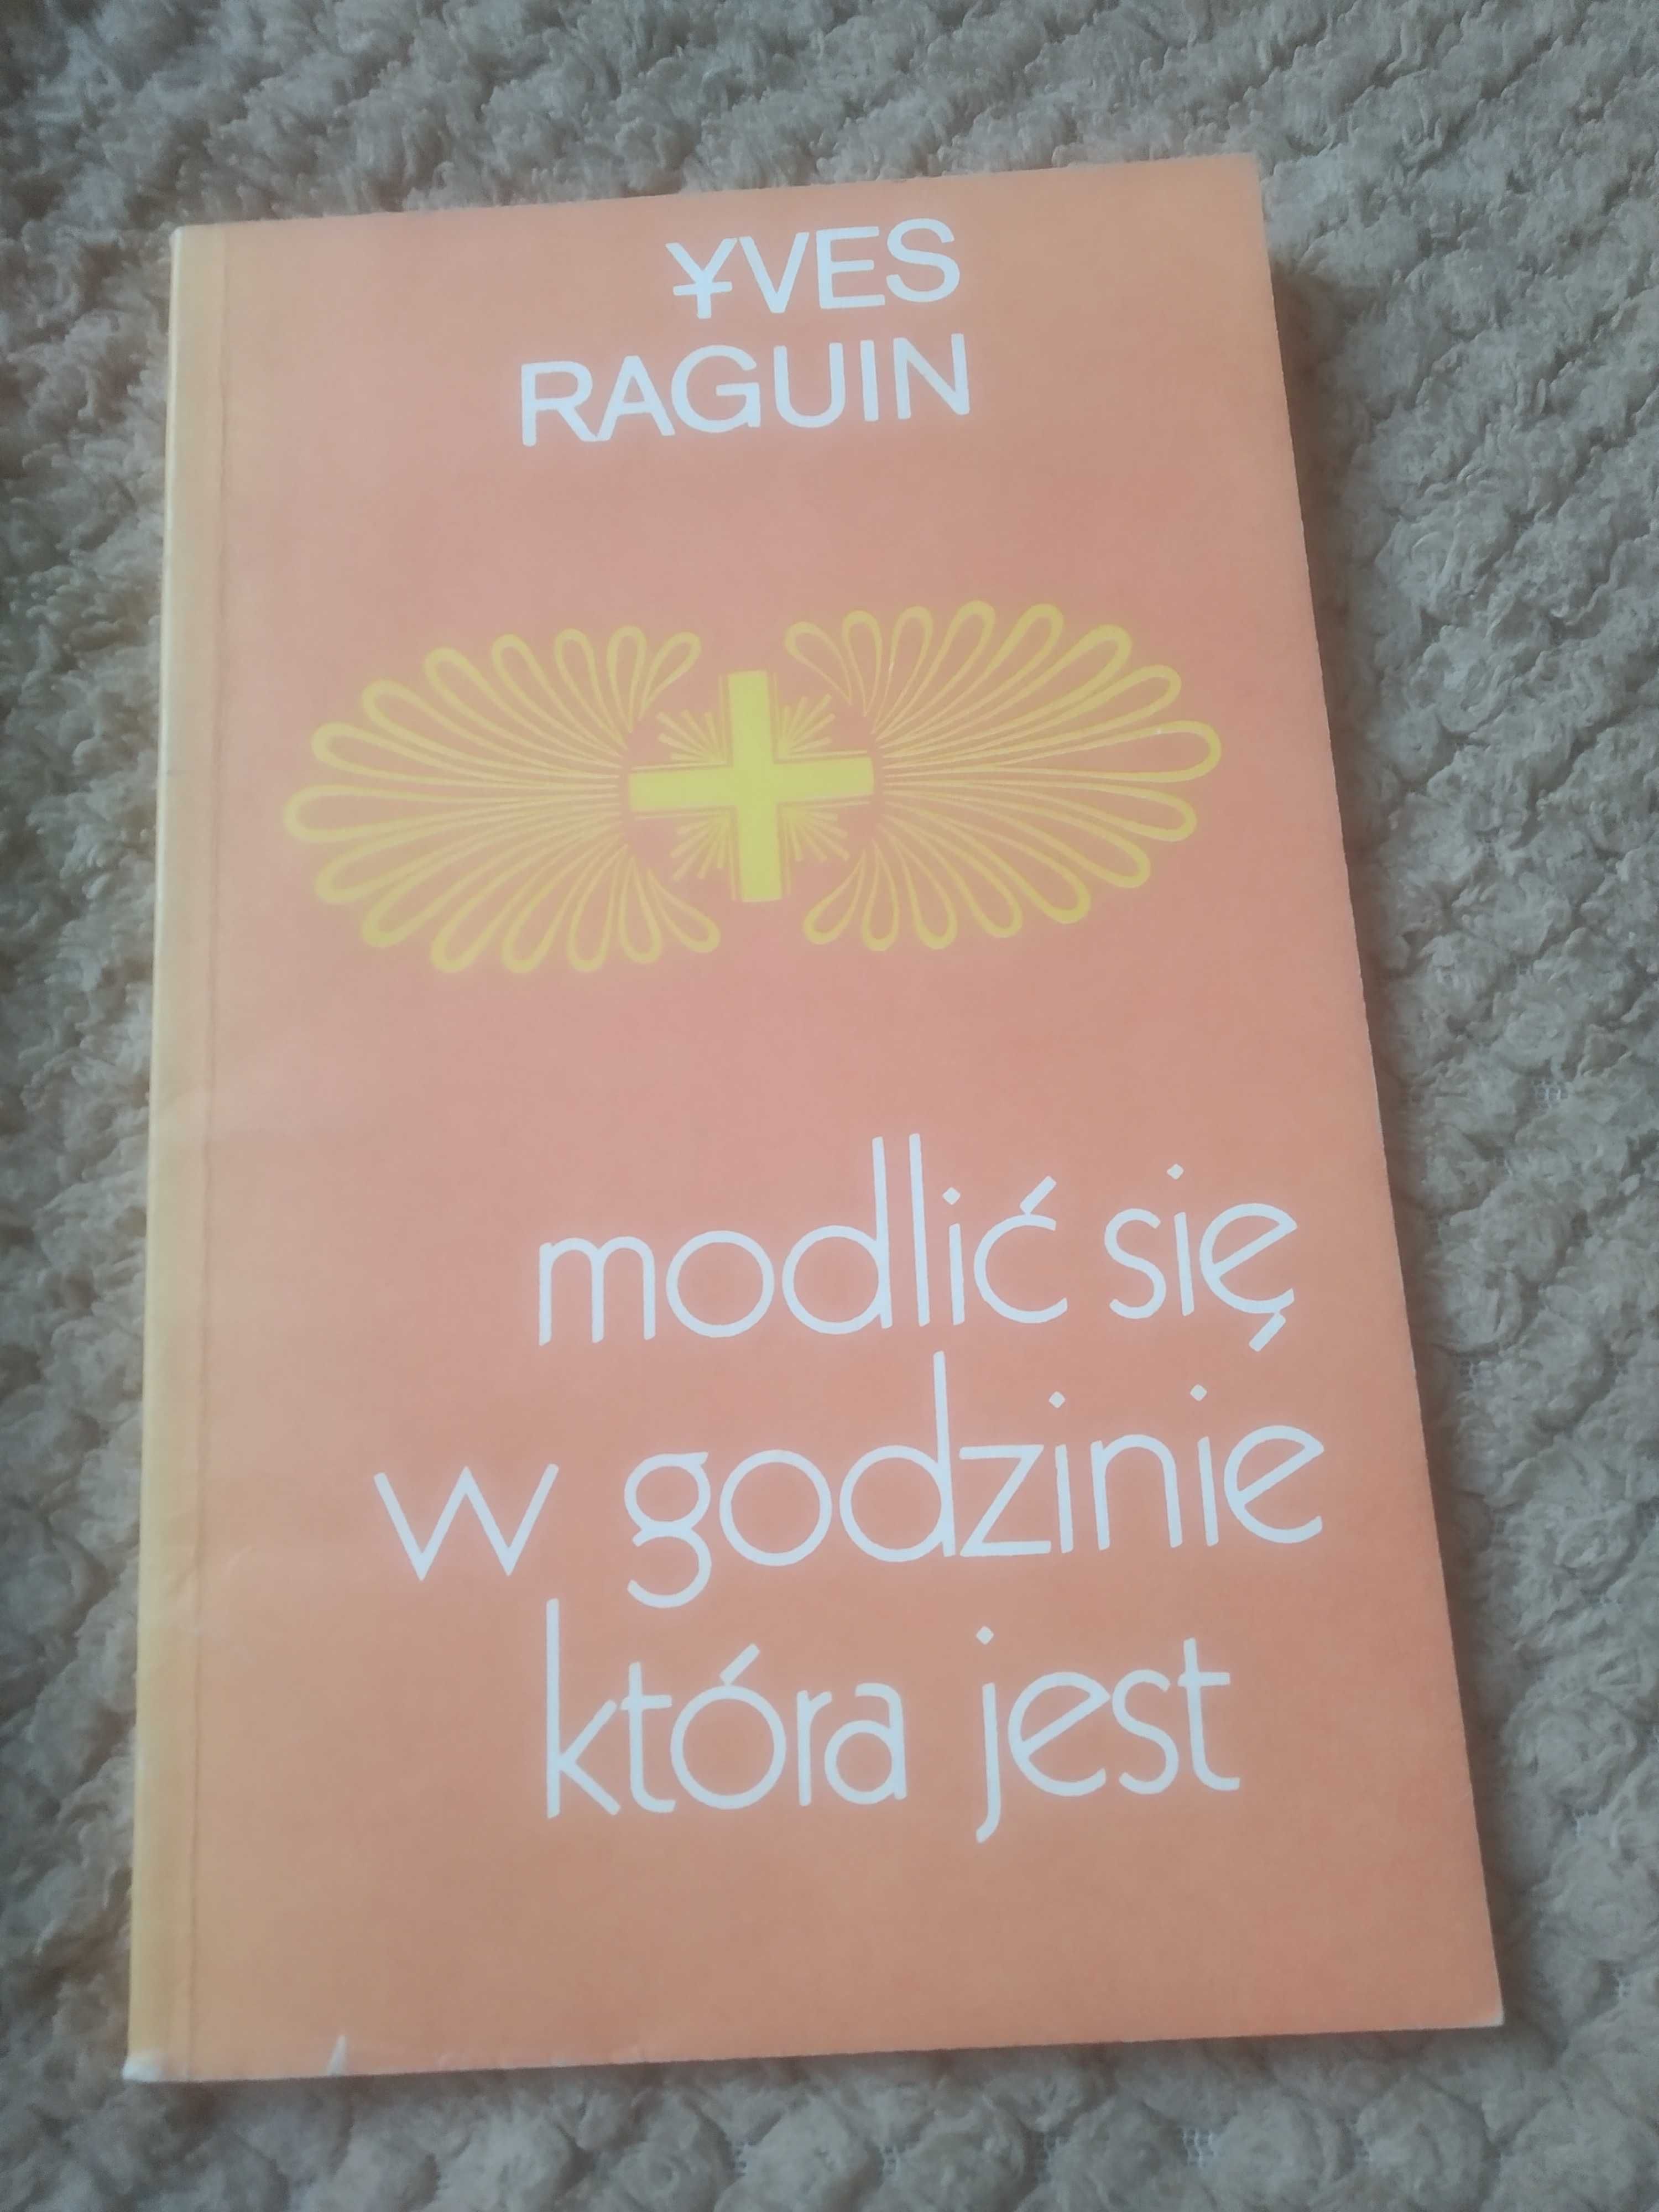 YVES
RAGUIN
modlić się
w godzinie
która jest